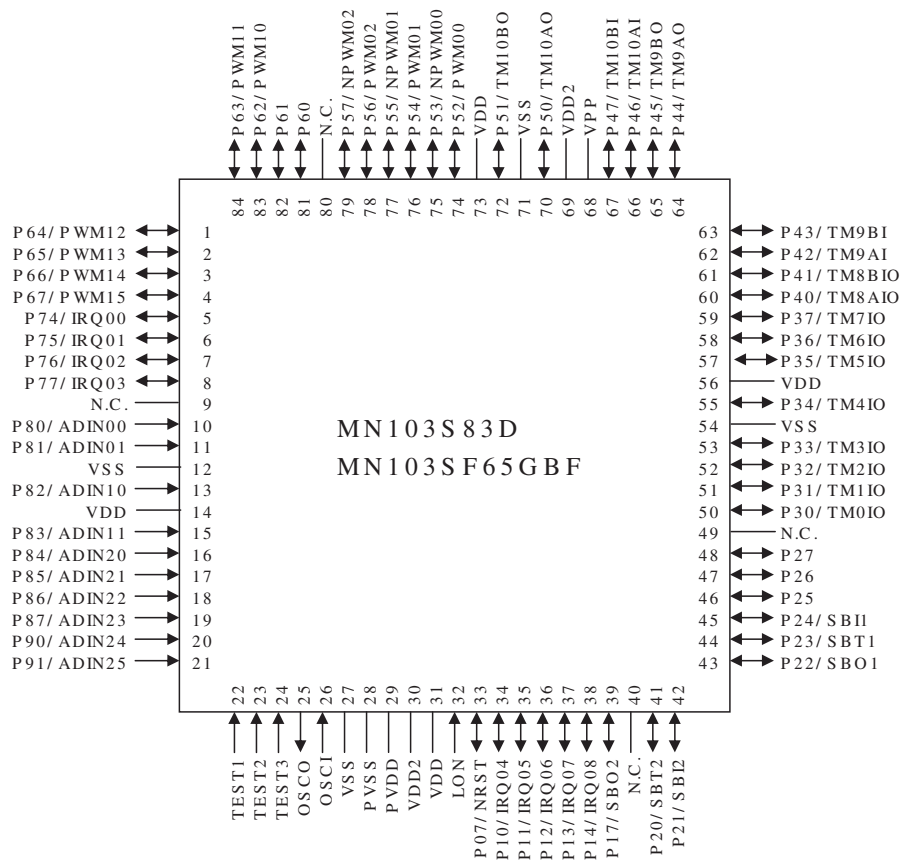 P63/PWM11
P62/PWM10
P61
P60
N.C.
P57/NPWM02
P56/PWM02
P55/NPWM01
P54/PWM01
P53/NPWM00
P52/PWM00
VDD
P51/TM10BO
VSS
P50/TM10AO
VDD2
VPP
P47/TM10BI
P46/TM10AI
P45/TM9BO
P44/TM9AO
84 83 82 81 80 79 78 77 76 75 74 73 72 71 70 69 68 67 66 65 64
P64/PWM12 1
P65/PWM13 2
P66/PWM14 3
P67/PWM15 4
P74/IRQ00 5
P75/IRQ01 6
P76/IRQ02 7
P77/IRQ03 8
N.C. 9
P80/ADIN00 10
P81/ADIN01 11
VSS 12
P82/ADIN10 13
VDD 14
P83/ADIN11 15
P84/ADIN20 16
P85/ADIN21 17
P86/ADIN22 18
P87/ADIN23 19
P90/ADIN24 20
P91/ADIN25 21
MN103S83D
MN103SF65GBF
63 P43/TM9BI
62 P42/TM9AI
61 P41/TM8BIO
60 P40/TM8AIO
59 P37/TM7IO
58 P36/TM6IO
57 P35/TM5IO
56 VDD
55 P34/TM4IO
54 VSS
53 P33/TM3IO
52 P32/TM2IO
51 P31/TM1IO
50 P30/TM0IO
49 N.C.
48 P27
47 P26
46 P25
45 P24/SBI1
44 P23/SBT1
43 P22/SBO1
22 23 24 25 26 27 28 29 30 31 32 33 34 35 36 37 38 39 40 41 42
TEST1
TEST2
TEST3
OSCO
OSCI
VSS
PVSS
PVDD
VDD2
VDD
LON
P07/NRST
P10/IRQ04
P11/IRQ05
P12/IRQ06
P13/IRQ07
P14/IRQ08
P17/SBO2
N.C.
P20/SBT2
P21/SBI2